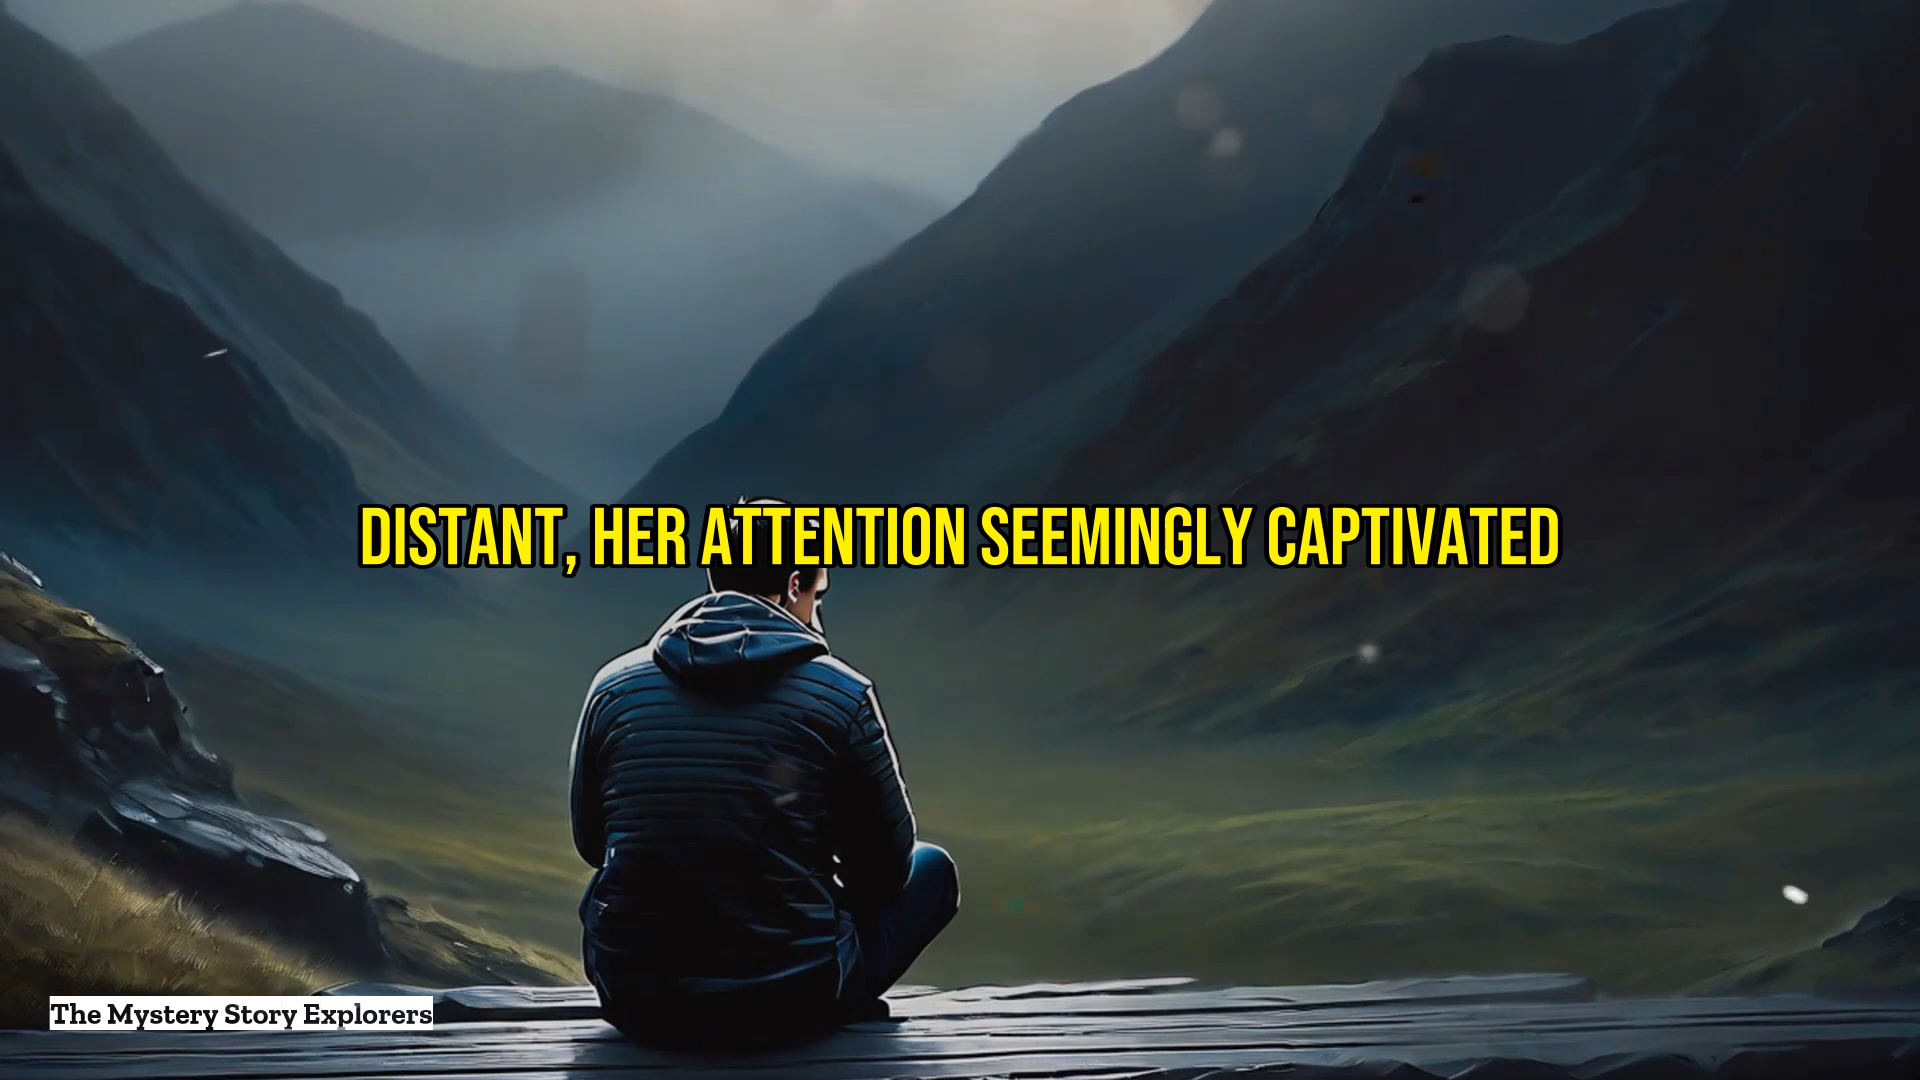 DISTANT, HER ATTENTION SEEMINGLY CAPTIVATED
The Mystery Story Explorers